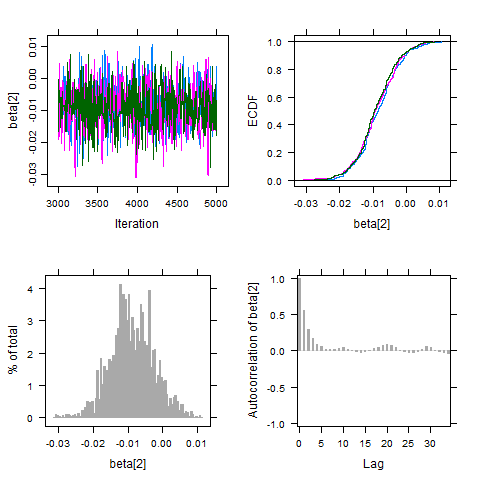 beta[2]
0.01
0.00
-0.01
-0.02
-0.03
3000 3500 4000 4500 5000
Iteration
ECDF
1.0
0.8
0.6
0.4
0.2
0.0
-0.03 -0.02 -0.01 0.00 0.01
beta[2]
% of total
4
3
2
1
0
-0.03 -0.02 -0.01 0.00 0.01
beta[2]
Autocorrelation of beta[2]
1.0
0.5
0.0
-0.5
-1.0
0 5 10 15 20 25 30
Lag